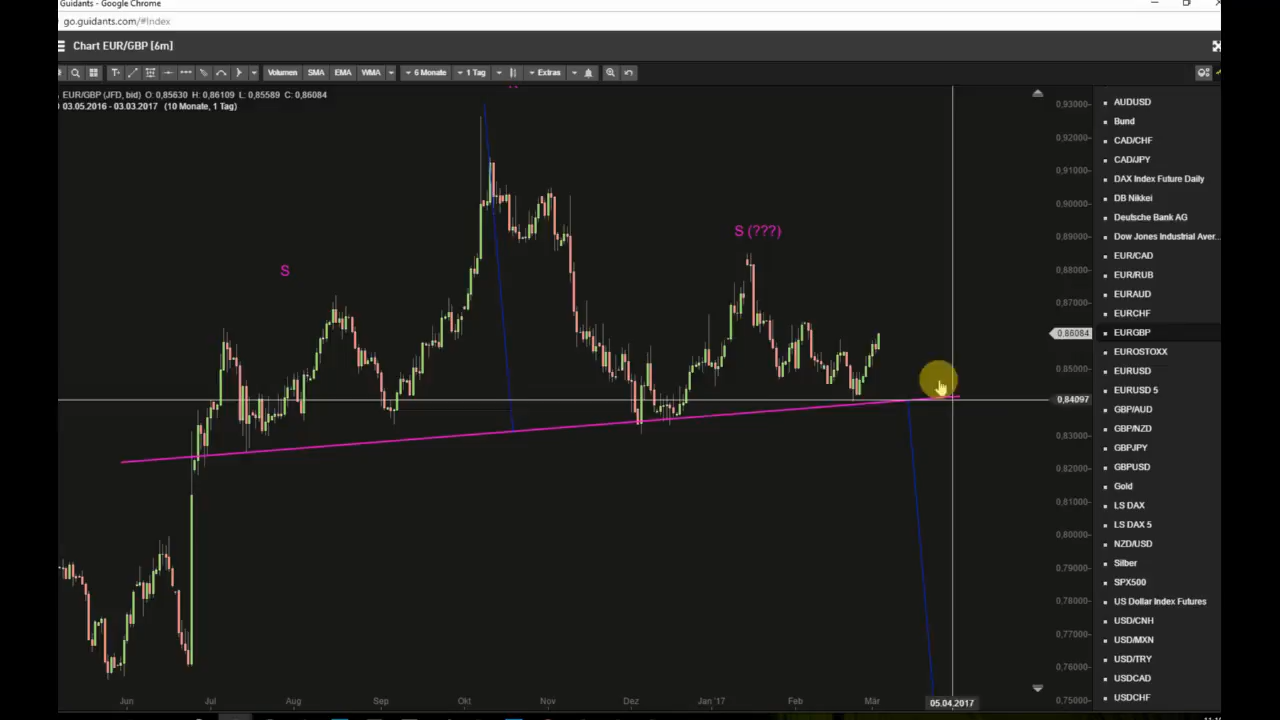 Guidants - Google Chrome
go.guidants.com/#Index
Chart EUR/GBP [6m]
Volumen SMA EMA WMA 6 Monate 1 Tag Extras
EUR/GBP (JFD, bid) O: 0,85630 H: 0,86109 L: 0,85589 C: 0,86084
03.05.2016 - 03.03.2017 (10 Monate, 1 Tag)
S
S (???)
0,93000
0,92000
0,91000
0,90000
0,89000
0,88000
0,87000
0,86084
0,85000
0,84097
0,83000
0,82000
0,81000
0,80000
0,79000
0,78000
0,77000
0,76000
0,75000
Jun Jul Aug Sep Okt Nov Dez Jan '17 Feb Mär 05.04.2017
AUDUSD
Bund
CAD/CHF
CAD/JPY
DAX Index Future Daily
DB Nikkei
Deutsche Bank AG
Dow Jones Industrial Aver...
EUR/CAD
EUR/RUB
EURAUD
EURCHF
EURGBP
EUROSTOXX
EURUSD
EURUSD 5
GBP/AUD
GBP/NZD
GBPJPY
GBPUSD
Gold
LS DAX
LS DAX 5
NZD/USD
Silber
SPX500
US Dollar Index Futures
USD/CNH
USD/MXN
USD/TRY
USDCAD
USDCHF